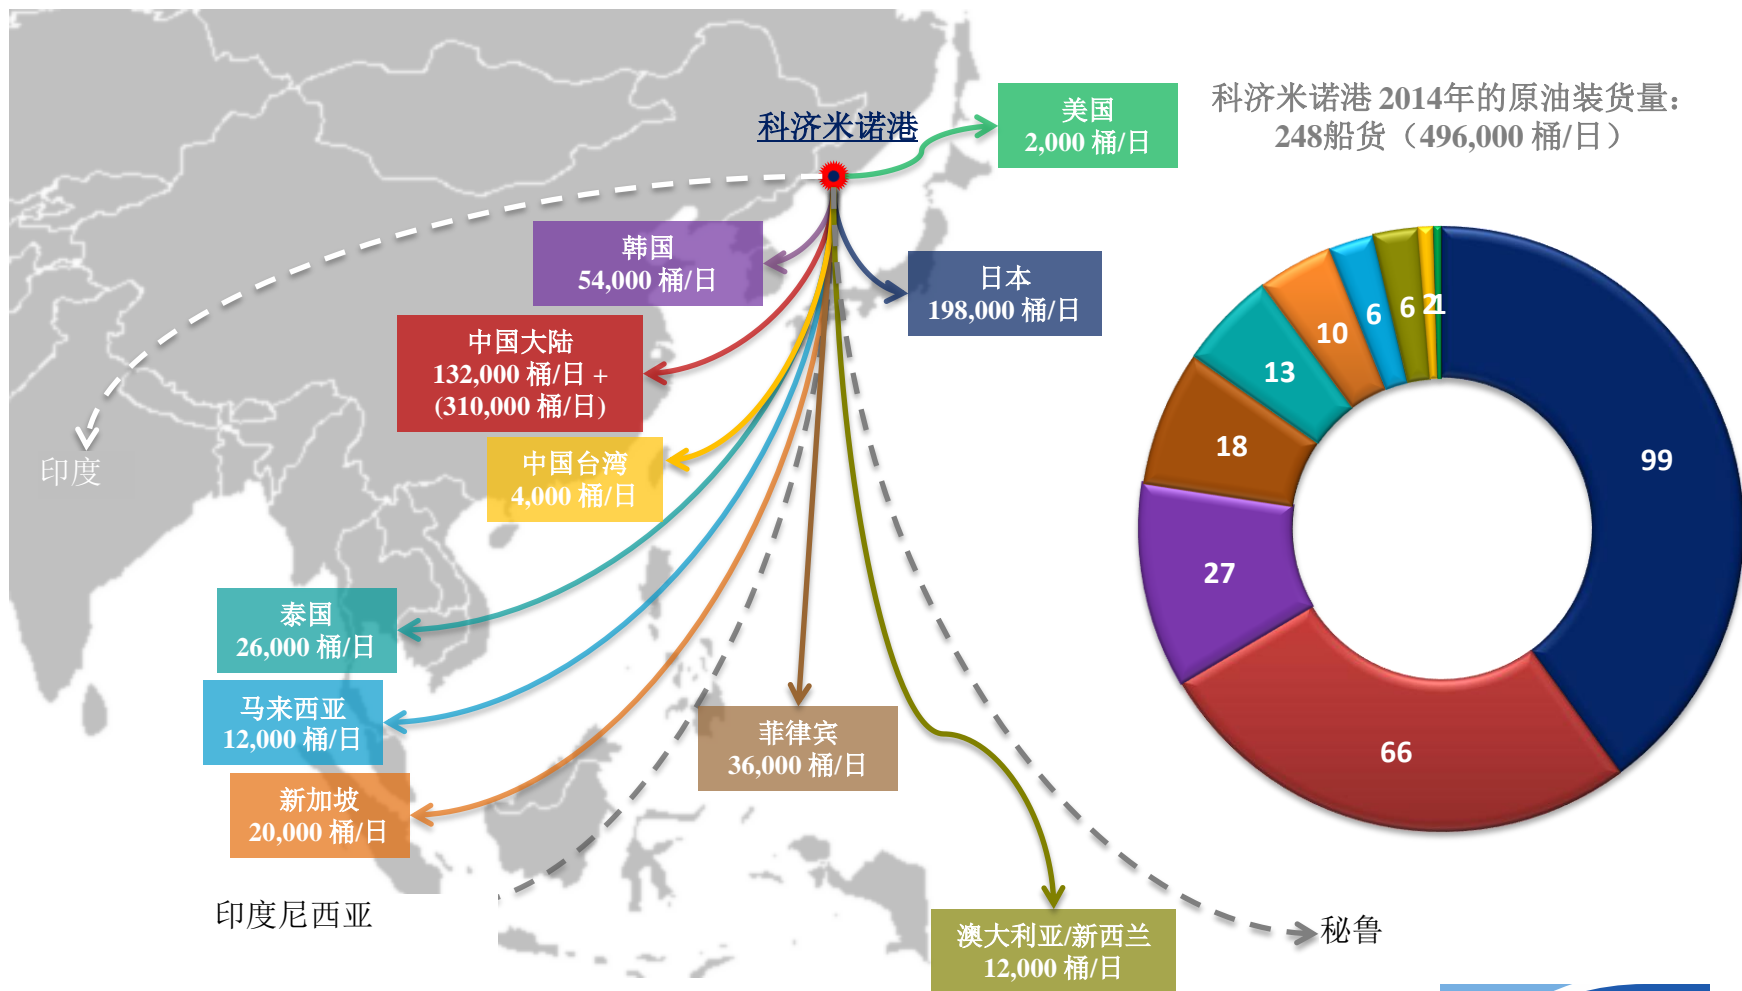 科济米诺港 2014年的原油装货量：
248船货（496,000 桶/日）
科济米诺港
美国
2,000 桶/日
韩国
54,000 桶/日
日本
198,000 桶/日
中国大陆
132,000 桶/日 +
(310,000 桶/日)
中国台湾
4,000 桶/日
印度
泰国
26,000 桶/日
马来西亚
12,000 桶/日
新加坡
20,000 桶/日
菲律宾
36,000 桶/日
印度尼西亚
澳大利亚/新西兰
12,000 桶/日
秘鲁
99
66
27
18
13
10
6
6
2
1